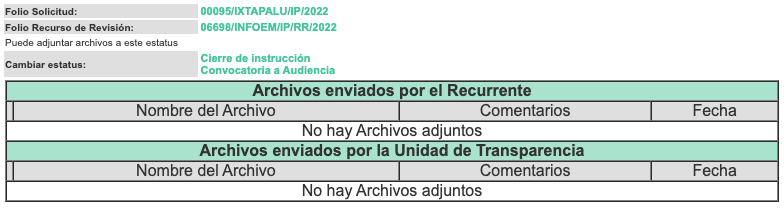 Folio Solicitud: 00095/IXTAPALU/IP/2022
Folio Recurso de Revisión: 06698/INFOEM/IP/RR/2022
Puede adjuntar archivos a este estatus
Cambiar estatus: Cierre de instrucción
Convocatoria a Audiencia
Archivos enviados por el Recurrente
Nombre del Archivo Comentarios Fecha
No hay Archivos adjuntos
Archivos enviados por la Unidad de Transparencia
Nombre del Archivo Comentarios Fecha
No hay Archivos adjuntos